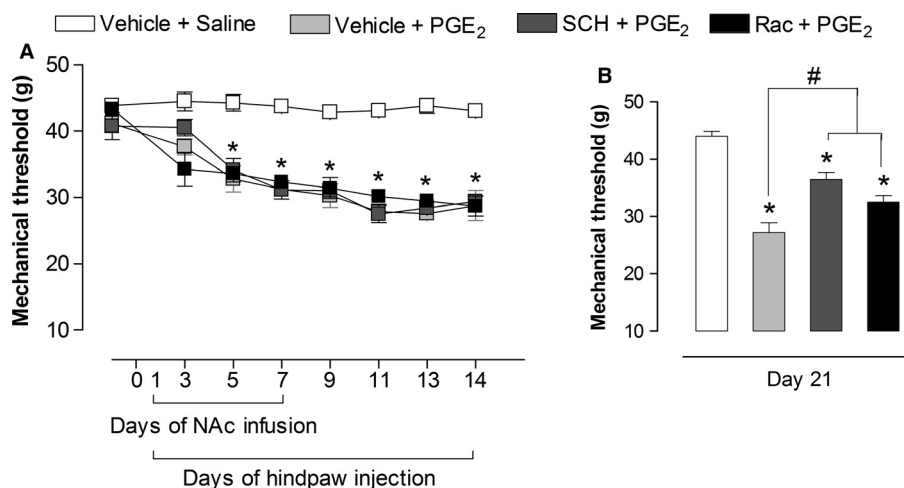 Vehicle + Saline Vehicle + PGE₂ SCH + PGE₂ Rac + PGE₂
A
Mechanical threshold (g)
50
40
30
20
10
* * * * * *
0 1 3 5 7 9 11 13 14
Days of NAc infusion
Days of hindpaw injection
B
Mechanical threshold (g)
50
40
30
20
10
#
* * *
Day 21